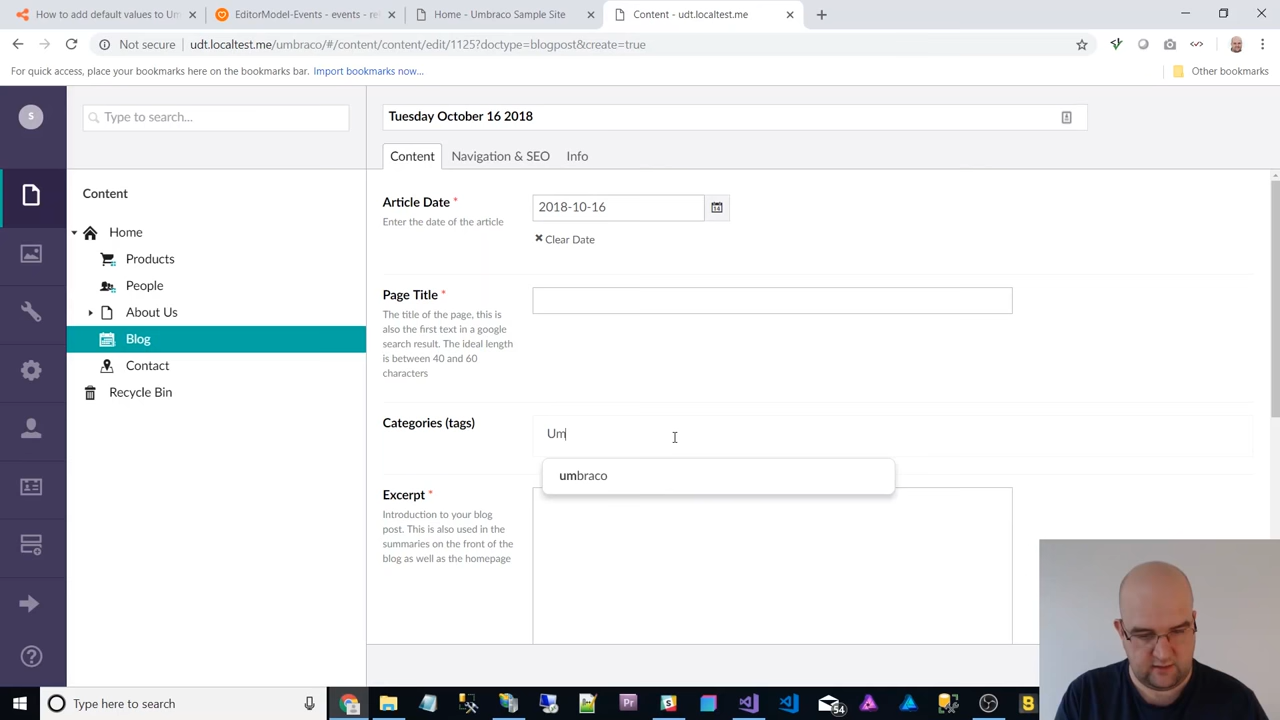 How to add default values to Um
EditorModel-Events - events - re
Home - Umbraco Sample Site
Content - udt.localtest.me
Not secure
udt.localtest.me/umbraco/#/content/content/edit/1125?doctype=blogpost&create=true
For quick access, place your bookmarks here on the bookmarks bar. Import bookmarks now...
Other bookmarks
S
Type to search...
Tuesday October 16 2018
Content
Navigation & SEO
Info
Content
Home
Products
People
About Us
Blog
Contact
Recycle Bin
Article Date *
Enter the date of the article
2018-10-16
Clear Date
Page Title *
The title of the page, this is
also the first text in a google
search result. The ideal length
is between 40 and 60
characters
Categories (tags)
Um
umbraco
Excerpt *
Introduction to your blog
post. This is also used in the
summaries on the front of the
blog as well as the homepage
Type here to search
Pr
54
B